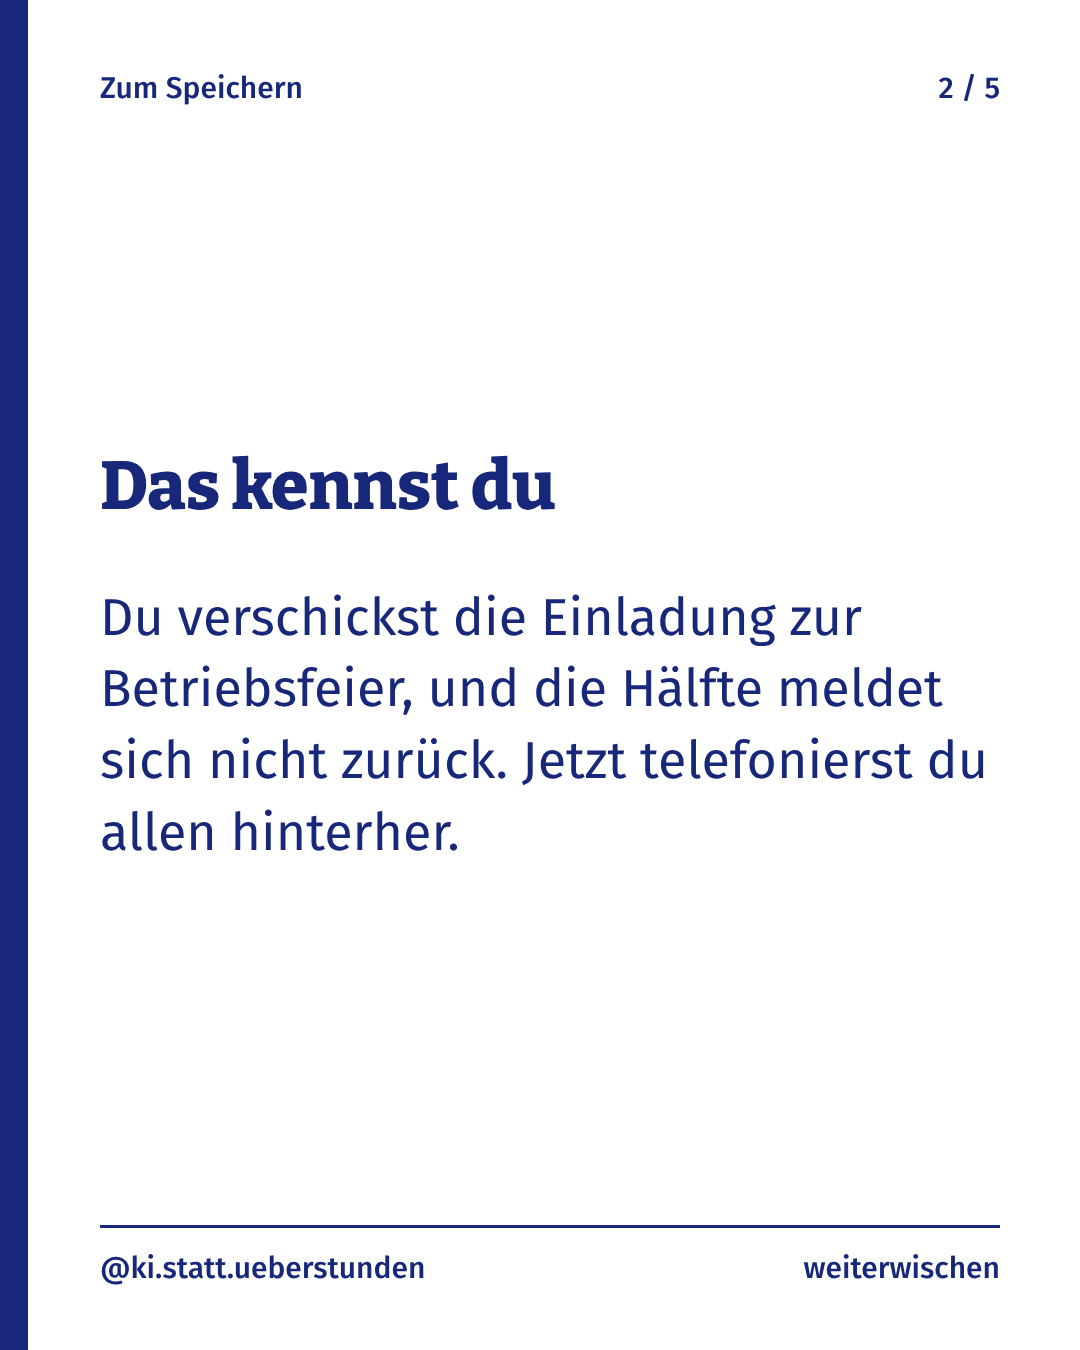 Zum Speichern
2 / 5
Das kennst du
Du verschickst die Einladung zur
Betriebsfeier, und die Hälfte meldet
sich nicht zurück. Jetzt telefonierst du
allen hinterher.
@ki.statt.ueberstunden
weiterwischen